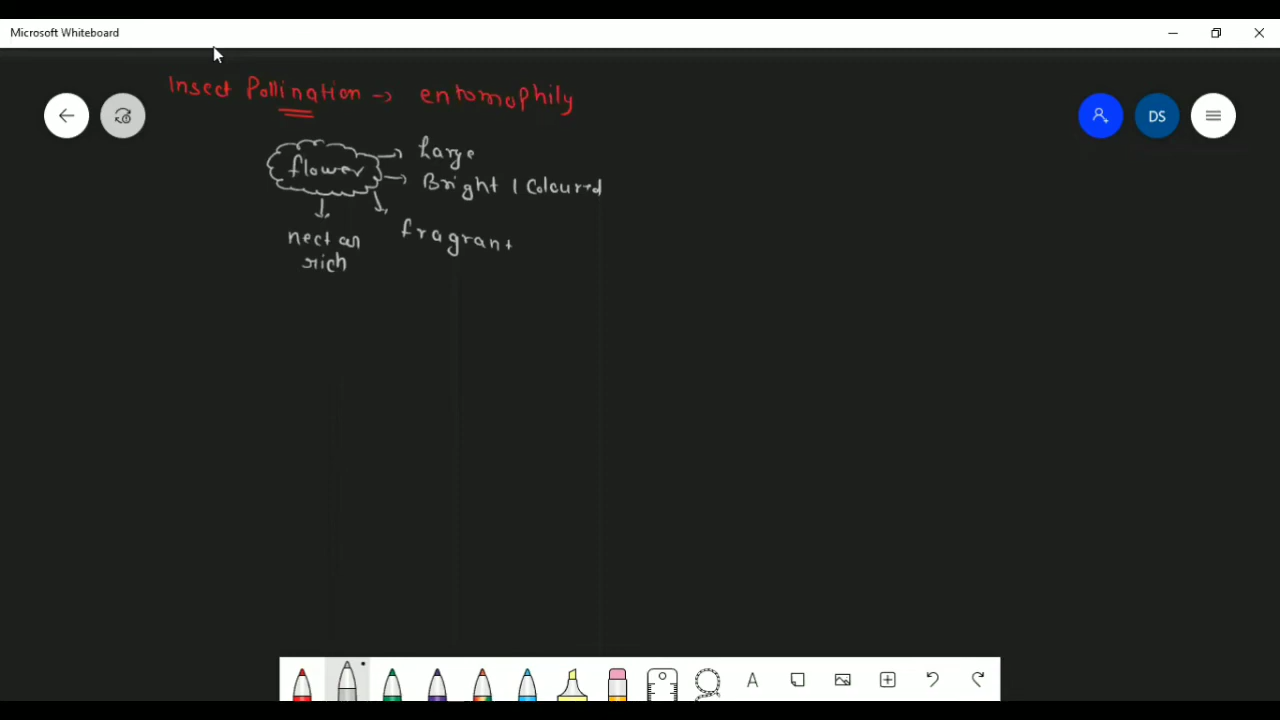 Microsoft Whiteboard
Insect Pollination → entomophily
DS
flower → Large
→ Bright / Coloured
nectar fragrant
rich
A